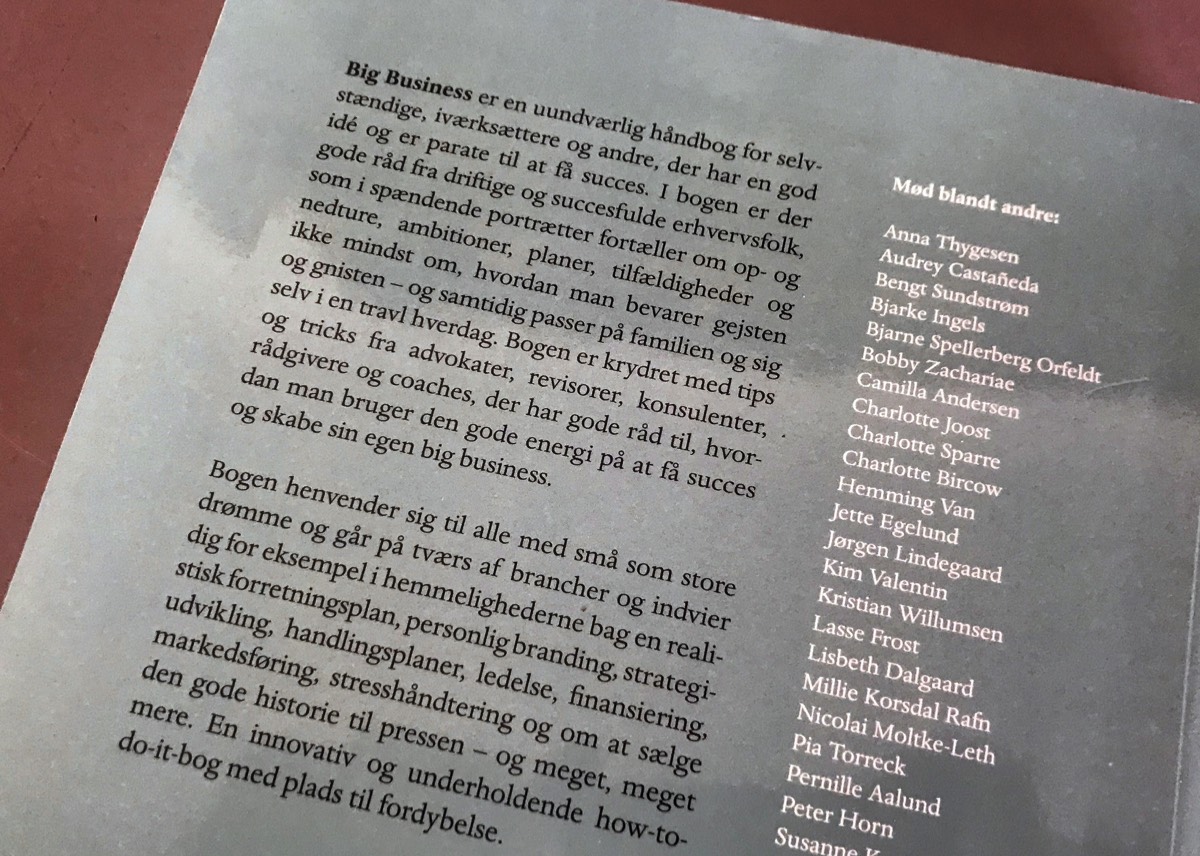 Big Business er en uundværlig håndbog for selv-
stændige, iværksættere og andre, der har en god
idé og er parate til at få succes. I bogen er der
gode råd fra driftige og succesfulde erhvervsfolk,
som i spændende portrætter fortæller om op- og
nedture, ambitioner, planer, tilfældigheder og
ikke mindst om, hvordan man bevarer gejsten
og gnisten – og samtidig passer på familien og sig
selv i en travl hverdag. Bogen er krydret med tips
og tricks fra advokater, revisorer, konsulenter,
rådgivere og coaches, der har gode råd til, hvor-
dan man bruger den gode energi på at få succes
og skabe sin egen big business.
Bogen henvender sig til alle med små som store
drømme og går på tværs af brancher og indvier
dig for eksempel i hemmelighederne bag en reali-
stisk forretningsplan, personlig branding, strategi-
udvikling, handlingsplaner, ledelse, finansiering,
markedsføring, stresshåndtering og om at sælge
den gode historie til pressen – og meget, meget
mere. En innovativ og underholdende how-to-
do-it-bog med plads til fordybelse.
Mød blandt andre:
Anna Thygesen
Audrey Castañeda
Bengt Sundstrøm
Bjarke Ingels
Bjarne Spellerberg Orfeldt
Bobby Zachariae
Camilla Andersen
Charlotte Joost
Charlotte Sparre
Charlotte Bircow
Hemming Van
Jette Egelund
Jørgen Lindegaard
Kim Valentin
Kristian Willumsen
Lasse Frost
Lisbeth Dalgaard
Millie Korsdal Rafn
Nicolai Moltke-Leth
Pia Torreck
Pernille Aalund
Peter Horn
Susanne